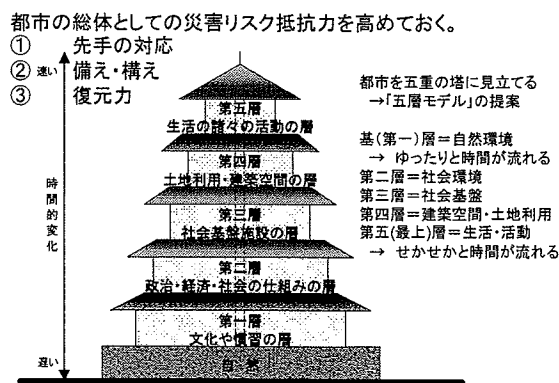 都市の総体としての災害リスク抵抗力を高めておく。
① 先手の対応
② 備え・構え
③ 復元力
速い
時間的変化
遅い
第五層
生活の諸々の活動の層
第四層
土地利用・建築空間の層
第三層
社会基盤施設の層
第二層
政治・経済・社会の仕組みの層
第一層
文化や慣習の層
自 然
都市を五重の塔に見立てる
→「五層モデル」の提案
基(第一)層=自然環境
→ ゆったりと時間が流れる
第二層=社会環境
第三層=社会基盤
第四層=建築空間・土地利用
第五(最上)層=生活・活動
→ せかせかと時間が流れる